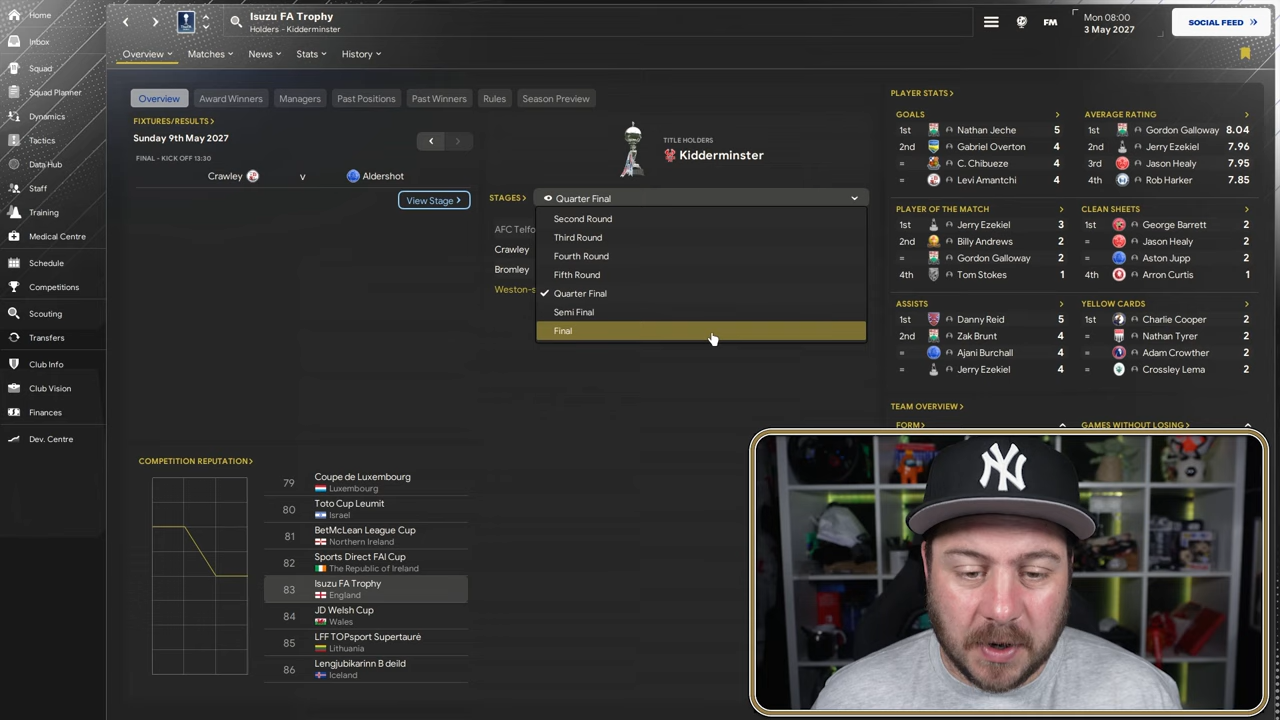 Home
Inbox
Squad
Squad Planner
Dynamics
Tactics
Data Hub
Staff
Training
Medical Centre
Schedule
Competitions
Scouting
Transfers
Club Info
Club Vision
Finances
Dev. Centre
Isuzu FA Trophy
Holders - Kidderminster
FM
Mon 08:00
3 May 2027
SOCIAL FEED
Overview
Matches
News
Stats
History
Overview
Award Winners
Managers
Past Positions
Past Winners
Rules
Season Preview
FIXTURES/RESULTS
Sunday 9th May 2027
FINAL - KICK OFF 13:30
Crawley v Aldershot
View Stage
TITLE HOLDERS
Kidderminster
STAGES
Quarter Final
AFC Telfo
Crawley
Bromley
Weston-s
Second Round
Third Round
Fourth Round
Fifth Round
Quarter Final
Semi Final
Final
COMPETITION REPUTATION
79 Coupe de Luxembourg
Luxembourg
80 Toto Cup Leumit
Israel
81 BetMcLean League Cup
Northern Ireland
82 Sports Direct FAI Cup
The Republic of Ireland
83 Isuzu FA Trophy
England
84 JD Welsh Cup
Wales
85 LFF TOPsport Supertaurė
Lithuania
86 Lengjubikarinn B deild
Iceland
PLAYER STATS
GOALS
1st Nathan Jeche 5
2nd Gabriel Overton 4
= C. Chibueze 4
= Levi Amantchi 4
AVERAGE RATING
1st Gordon Galloway 8.04
2nd Jerry Ezekiel 7.96
3rd Jason Healy 7.95
4th Rob Harker 7.85
PLAYER OF THE MATCH
1st Jerry Ezekiel 3
2nd Billy Andrews 2
= Gordon Galloway 2
4th Tom Stokes 1
CLEAN SHEETS
1st George Barrett 2
= Jason Healy 2
= Aston Jupp 2
4th Arron Curtis 1
ASSISTS
1st Danny Reid 5
2nd Zak Brunt 4
= Ajani Burchall 4
= Jerry Ezekiel 4
YELLOW CARDS
1st Charlie Cooper 2
= Nathan Tyrer 2
= Adam Crowther 2
= Crossley Lema 2
TEAM OVERVIEW
FORM
GAMES WITHOUT LOSING
NY